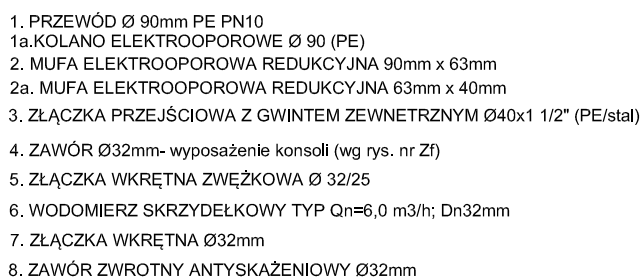 1. PRZEWÓD Ø 90mm PE PN10
1a.KOLANO ELEKTROOPOROWE Ø 90 (PE)
2. MUFA ELEKTROOPOROWA REDUKCYJNA 90mm x 63mm
2a. MUFA ELEKTROOPOROWA REDUKCYJNA 63mm x 40mm
3. ZŁĄCZKA PRZEJŚCIOWA Z GWINTEM ZEWNETRZNYM Ø40x1 1/2" (PE/stal)
4. ZAWÓR Ø32mm- wyposażenie konsoli (wg rys. nr Zf)
5. ZŁĄCZKA WKRĘTNA ZWĘŻKOWA Ø 32/25
6. WODOMIERZ SKRZYDEŁKOWY TYP Qn=6,0 m3/h; Dn32mm
7. ZŁĄCZKA WKRĘTNA Ø32mm
8. ZAWÓR ZWROTNY ANTYSKAŻENIOWY Ø32mm